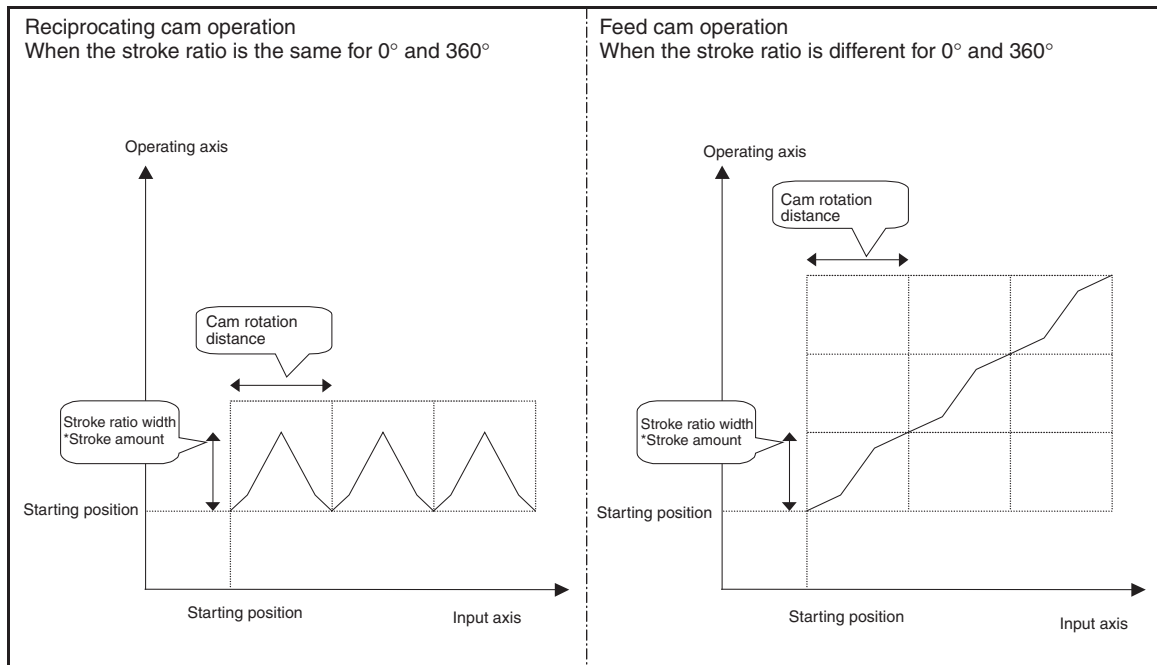 Reciprocating cam operation
When the stroke ratio is the same for 0° and 360°
Operating axis
Cam rotation
distance
Stroke ratio width
*Stroke amount
Starting position
Starting position
Input axis
Feed cam operation
When the stroke ratio is different for 0° and 360°
Operating axis
Cam rotation
distance
Stroke ratio width
*Stroke amount
Starting position
Starting position
Input axis